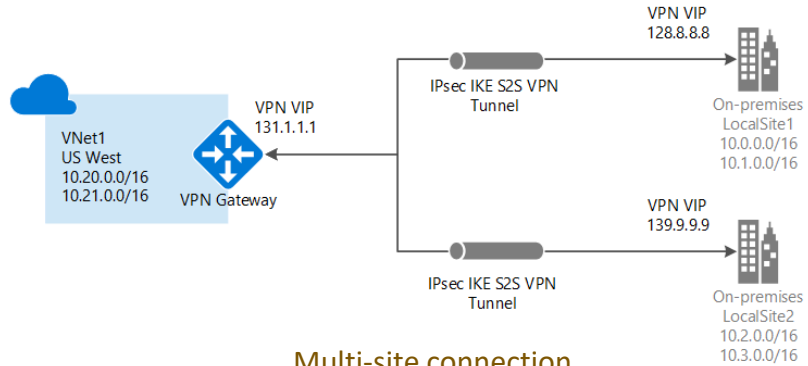 VPN VIP
128.8.8.8
IPsec IKE S2S VPN
Tunnel
On-premises
LocalSite1
10.0.0.0/16
10.1.0.0/16
VPN VIP
131.1.1.1
VNet1
US West
10.20.0.0/16
10.21.0.0/16
VPN Gateway
VPN VIP
139.9.9.9
IPsec IKE S2S VPN
Tunnel
On-premises
LocalSite2
10.2.0.0/16
10.3.0.0/16
Multi-site connection